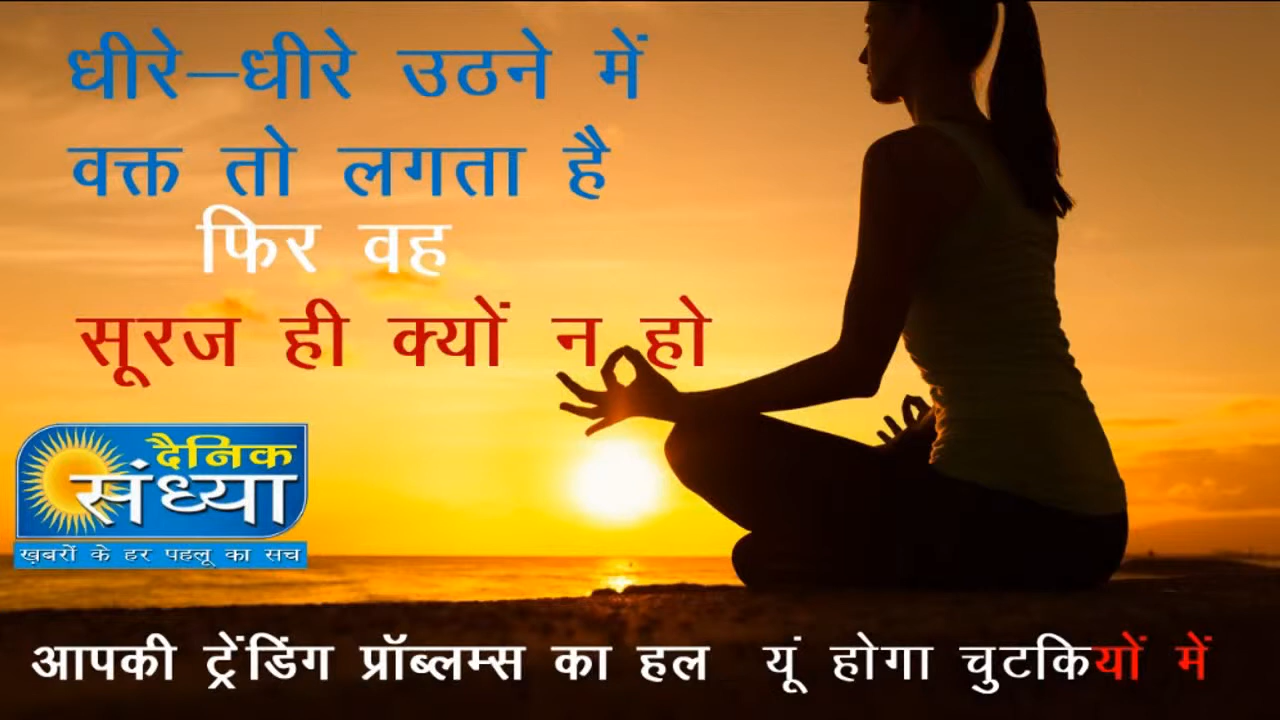 धीरे–धीरे उठने में
वक्त तो लगता है
फिर वह
सूरज ही क्यों न हो
दैनिक
संध्या
ख़बरों के हर पहलू का सच
आपकी ट्रेंडिंग प्रॉब्लम्स का हल यूं होगा चुटकियों में